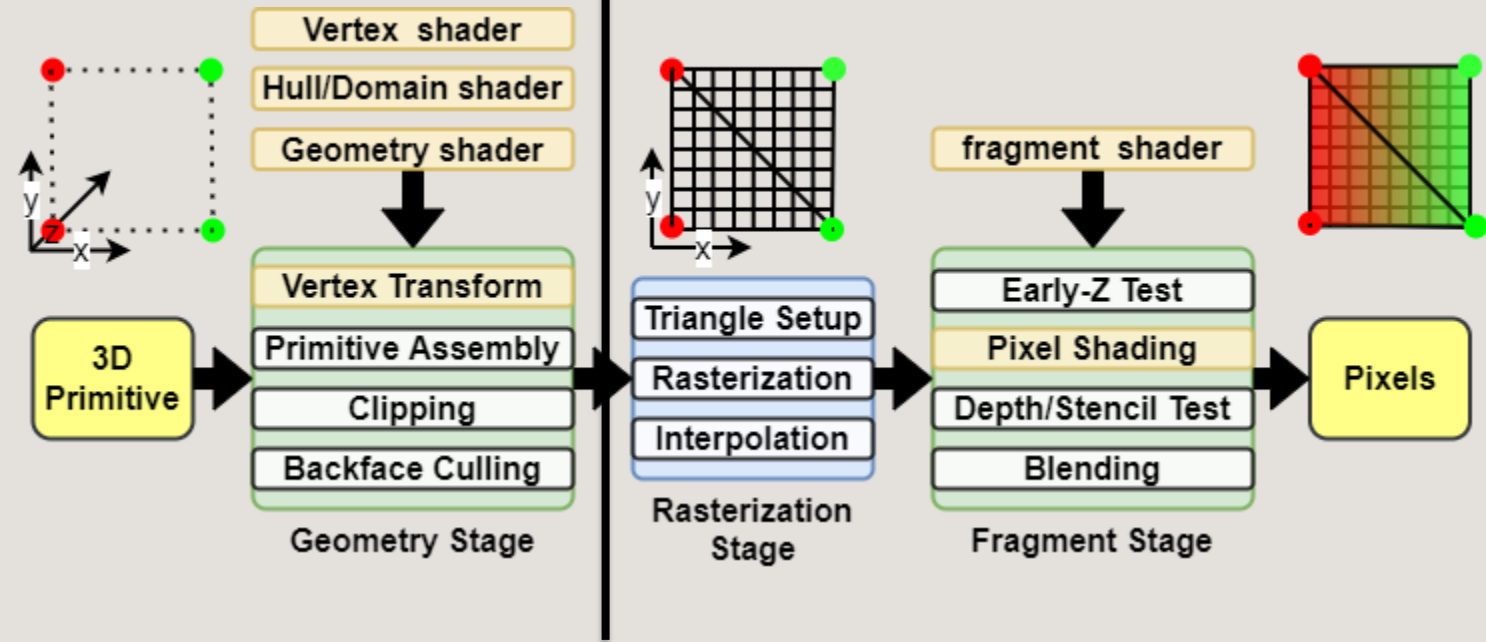 Vertex shader
Hull/Domain shader
Geometry shader
y
z
x
3D
Primitive
Vertex Transform
Primitive Assembly
Clipping
Backface Culling
Geometry Stage
y
x
Triangle Setup
Rasterization
Interpolation
Rasterization
Stage
fragment shader
Early-Z Test
Pixel Shading
Depth/Stencil Test
Blending
Fragment Stage
Pixels